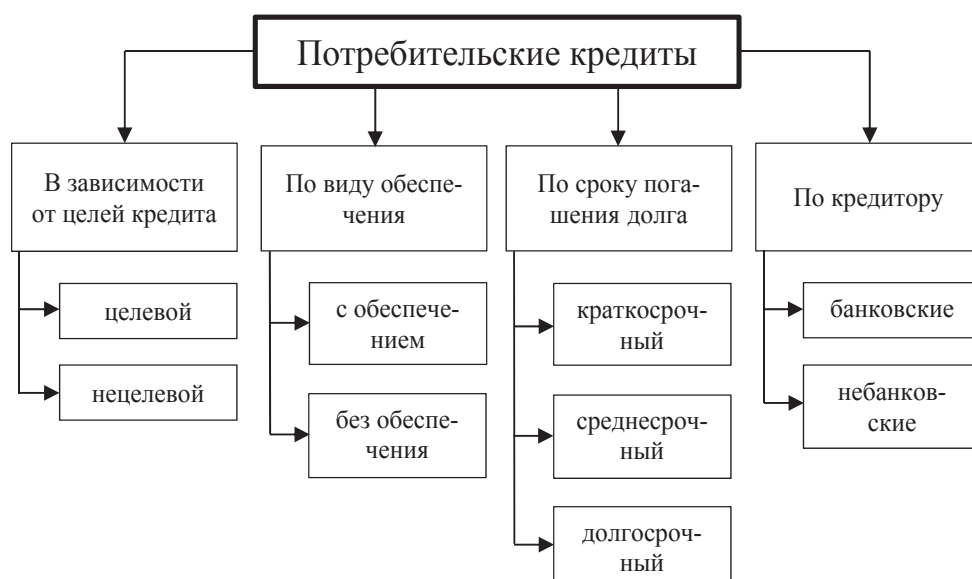 Потребительские кредиты
В зависимости
от целей кредита
целевой
нецелевой
По виду обеспе-
чения
с обеспече-
нием
без обеспе-
чения
По сроку пога-
шения долга
краткосроч-
ный
среднесроч-
ный
долгосроч-
ный
По кредитору
банковские
небанков-
ские